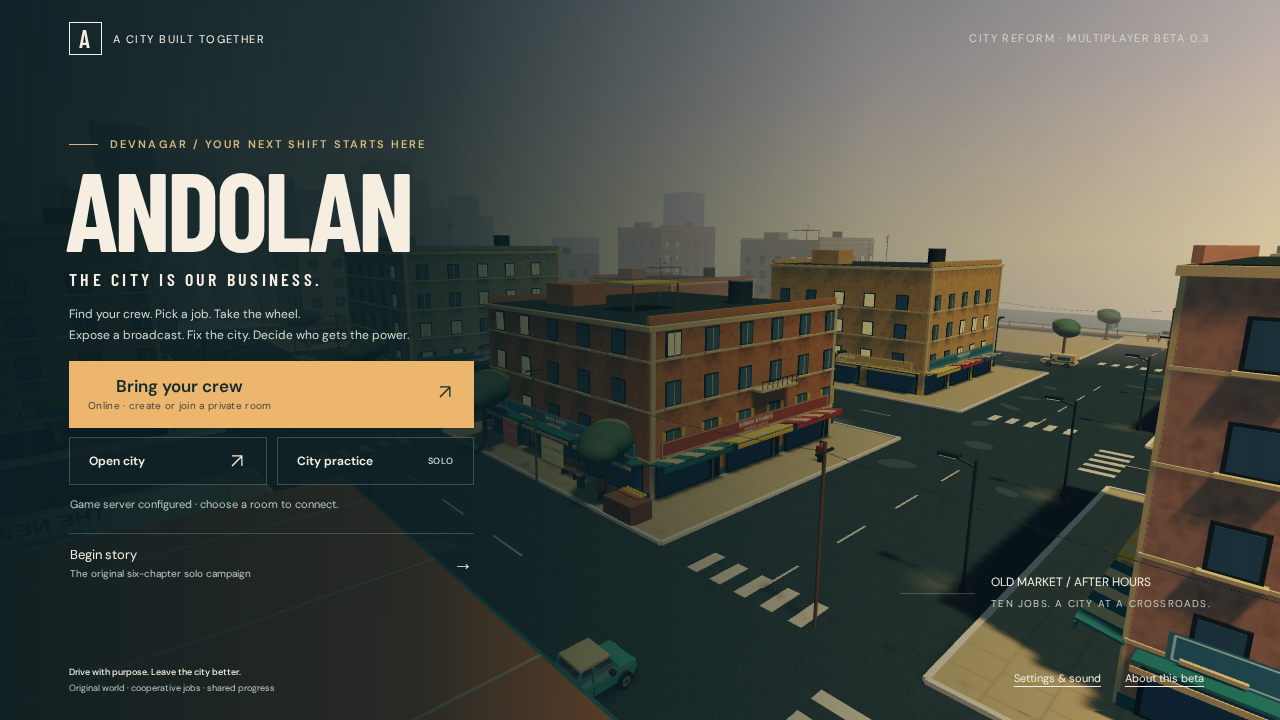 A
A CITY BUILT TOGETHER
CITY REFORM · MULTIPLAYER BETA 0.3
DEVNAGAR / YOUR NEXT SHIFT STARTS HERE
ANDOLAN
THE CITY IS OUR BUSINESS.
Find your crew. Pick a job. Take the wheel.
Expose a broadcast. Fix the city. Decide who gets the power.
Bring your crew
Online · create or join a private room
Open city
City practice
SOLO
Game server configured · choose a room to connect.
THE NEW
Begin story
The original six-chapter solo campaign
→
OLD MARKET / AFTER HOURS
TEN JOBS. A CITY AT A CROSSROADS.
Drive with purpose. Leave the city better.
Original world · cooperative jobs · shared progress
Settings & sound
About this beta